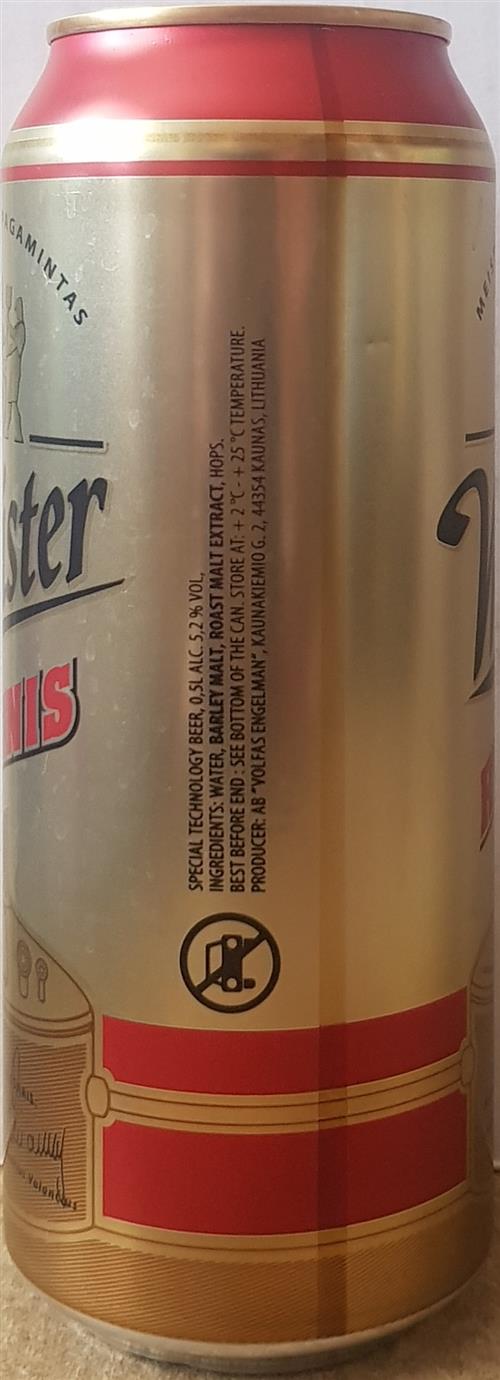 AGAMINTAS
MEIS
ster
NIS
SPECIAL TECHNOLOGY BEER, 0,5L ALC. 5,2 % VOL,
INGREDIENTS: WATER, BARLEY MALT, ROAST MALT EXTRACT, HOPS.
BEST BEFORE END : SEE BOTTOM OF THE CAN. STORE AT: + 2 °C - + 25 °C TEMPERATURE.
PRODUCER: AB "VOLFAS ENGELMAN", KAUNAKIEMIO G. 2, 44354 KAUNAS, LITHUANIA